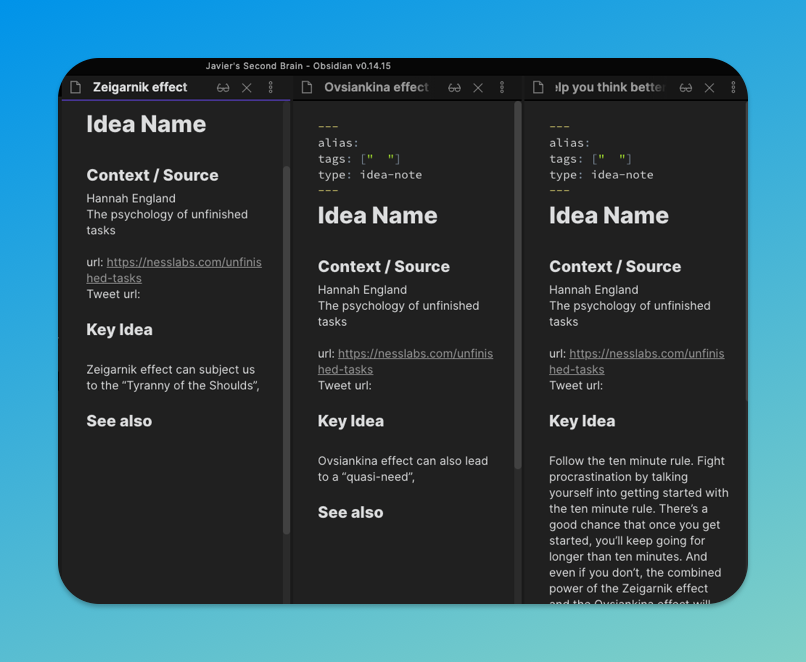 Javier's Second Brain - Obsidian v0.14.15
Zeigarnik effect
Idea Name
Context / Source
Hannah England
The psychology of unfinished
tasks
url: https://nesslabs.com/unfinis
hed-tasks
Tweet url:
Key Idea
Zeigarnik effect can subject us
to the “Tyranny of the Shoulds”,
See also
Ovsiankina effect
---
alias:
tags: ["  "]
type: idea-note
---
Idea Name
Context / Source
Hannah England
The psychology of unfinished
tasks
url: https://nesslabs.com/unfinis
hed-tasks
Tweet url:
Key Idea
Ovsiankina effect can also lead
to a “quasi-need”,
See also
elp you think better
---
alias:
tags: ["  "]
type: idea-note
---
Idea Name
Context / Source
Hannah England
The psychology of unfinished
tasks
url: https://nesslabs.com/unfinis
hed-tasks
Tweet url:
Key Idea
Follow the ten minute rule. Fight
procrastination by talking
yourself into getting started with
the ten minute rule. There’s a
good chance that once you get
started, you’ll keep going for
longer than ten minutes. And
even if you don’t, the combined
power of the Zeigarnik effect
and the Ovsiankina effect will